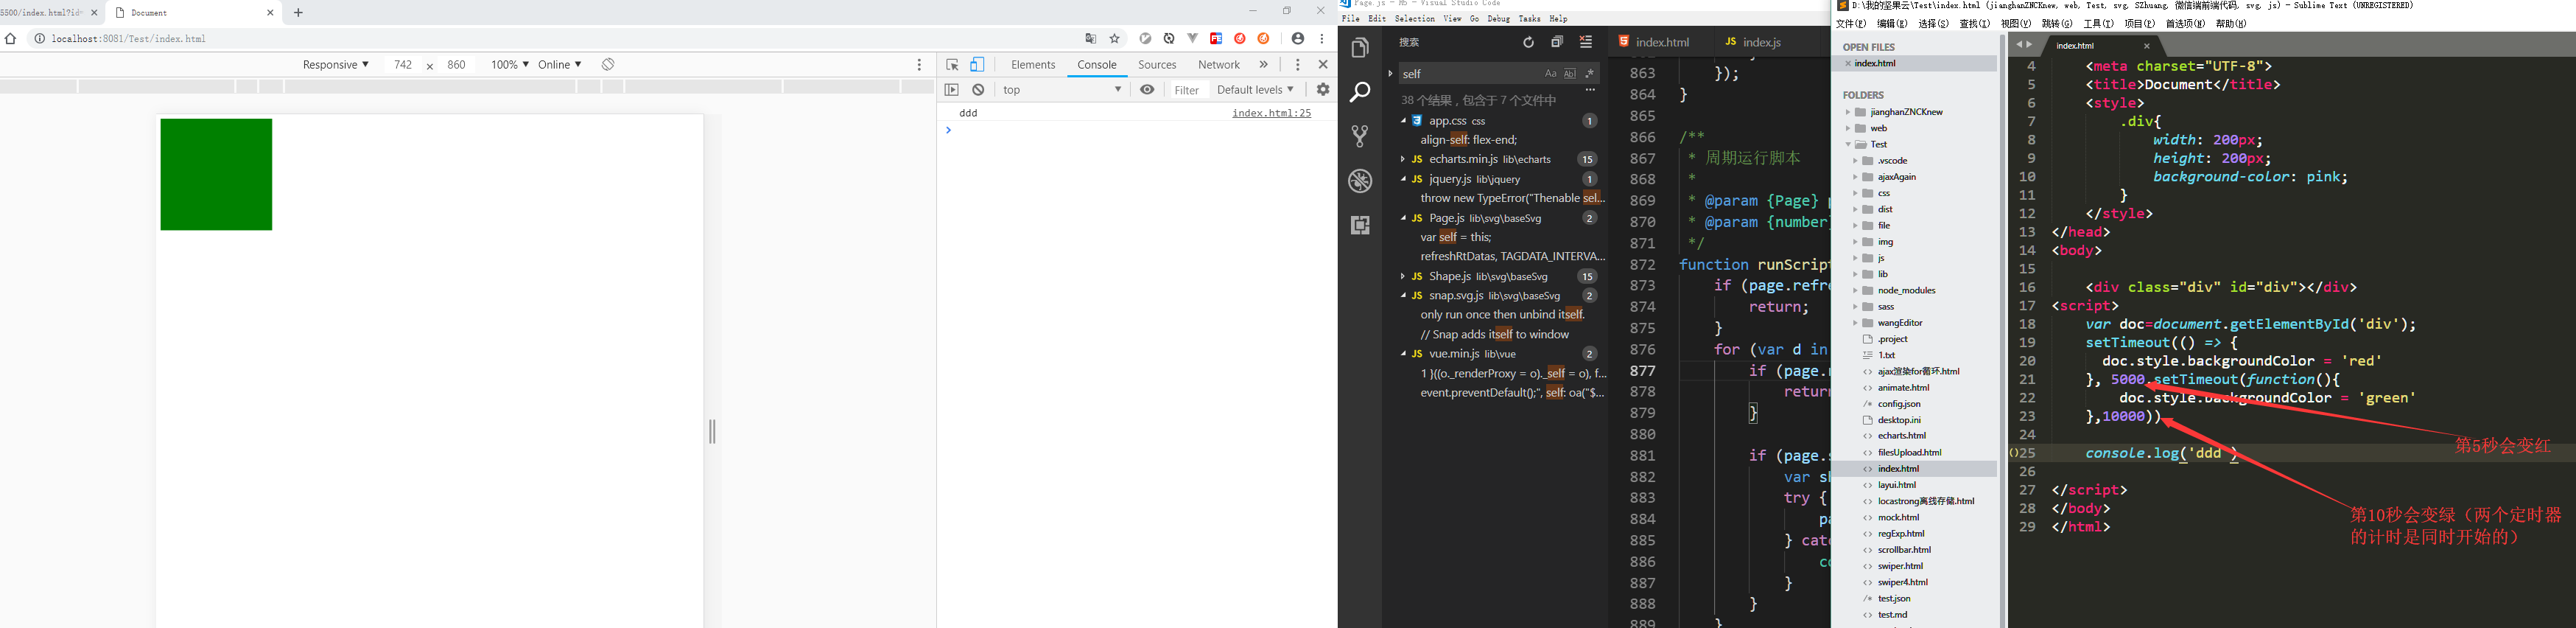 5500/index.html?id=
Document
localhost:8081/Test/index.html
Responsive ▼ 742 × 860 100% ▼ Online ▼
Elements Console Sources Network »
top Filter Default levels ▼
ddd index.html:25
Page.js - Mb - Visual Studio Code
File Edit Selection View Go Debug Tasks Help
搜索
self Aa Ab| .*
38 个结果，包含于 7 个文件中
app.css css 1
align-self: flex-end;
echarts.min.js lib\echarts 15
jquery.js lib\jquery 1
throw new TypeError("Thenable sel...
Page.js lib\svg\baseSvg 2
var self = this;
refreshRtDatas, TAGDATA_INTERVA...
Shape.js lib\svg\baseSvg 15
snap.svg.js lib\svg\baseSvg 2
only run once then unbind itself.
// Snap adds itself to window
vue.min.js lib\vue 2
1 }((o._renderProxy = o)._self = o), f...
event.preventDefault();", self: oa("$...
index.html JS index.js
863 });
864 }
865
866 /**
867 * 周期运行脚本
868 *
869 * @param {Page} p
870 * @param {number}
871 */
872 function runScript
873 if (page.refre
874 return;
875 }
876 for (var d in
877 if (page.
878 return
879 }
880
881 if (page.s
882 var sh
883 try {
884 pa
885 } catc
886 co
887 }
888 }
889 }
D:\我的坚果云\Test\index.html (jianghanZNCKnew, web, Test, svg, SZhuang, 微信端前端代码, svg, js) - Sublime Text (UNREGISTERED)
文件(F) 编辑(E) 选择(S) 查找(I) 视图(V) 跳转(G) 工具(T) 项目(P) 首选项(N) 帮助(H)
OPEN FILES
× index.html
FOLDERS
jianghanZNCKnew
web
Test
.vscode
ajaxAgain
css
dist
file
img
js
lib
node_modules
sass
wangEditor
.project
1.txt
ajax渲染for循环.html
animate.html
config.json
desktop.ini
echarts.html
filesUpload.html
index.html
layui.html
locastrong离线存储.html
mock.html
regExp.html
scrollbar.html
swiper.html
swiper4.html
test.json
test.md
index.html ×
4 <meta charset="UTF-8">
5 <title>Document</title>
6 <style>
7 .div{
8 width: 200px;
9 height: 200px;
10 background-color: pink;
11 }
12 </style>
13 </head>
14 <body>
15
16 <div class="div" id="div"></div>
17 <script>
18 var doc=document.getElementById('div');
19 setTimeout(() => {
20 doc.style.backgroundColor = 'red'
21 }, 5000,setTimeout(function(){
22 doc.style.backgroundColor = 'green'
23 },10000))
24
25 console.log('ddd')
26
27 </script>
28 </body>
29 </html>
第5秒会变红
第10秒会变绿（两个定时器
的计时是同时开始的）